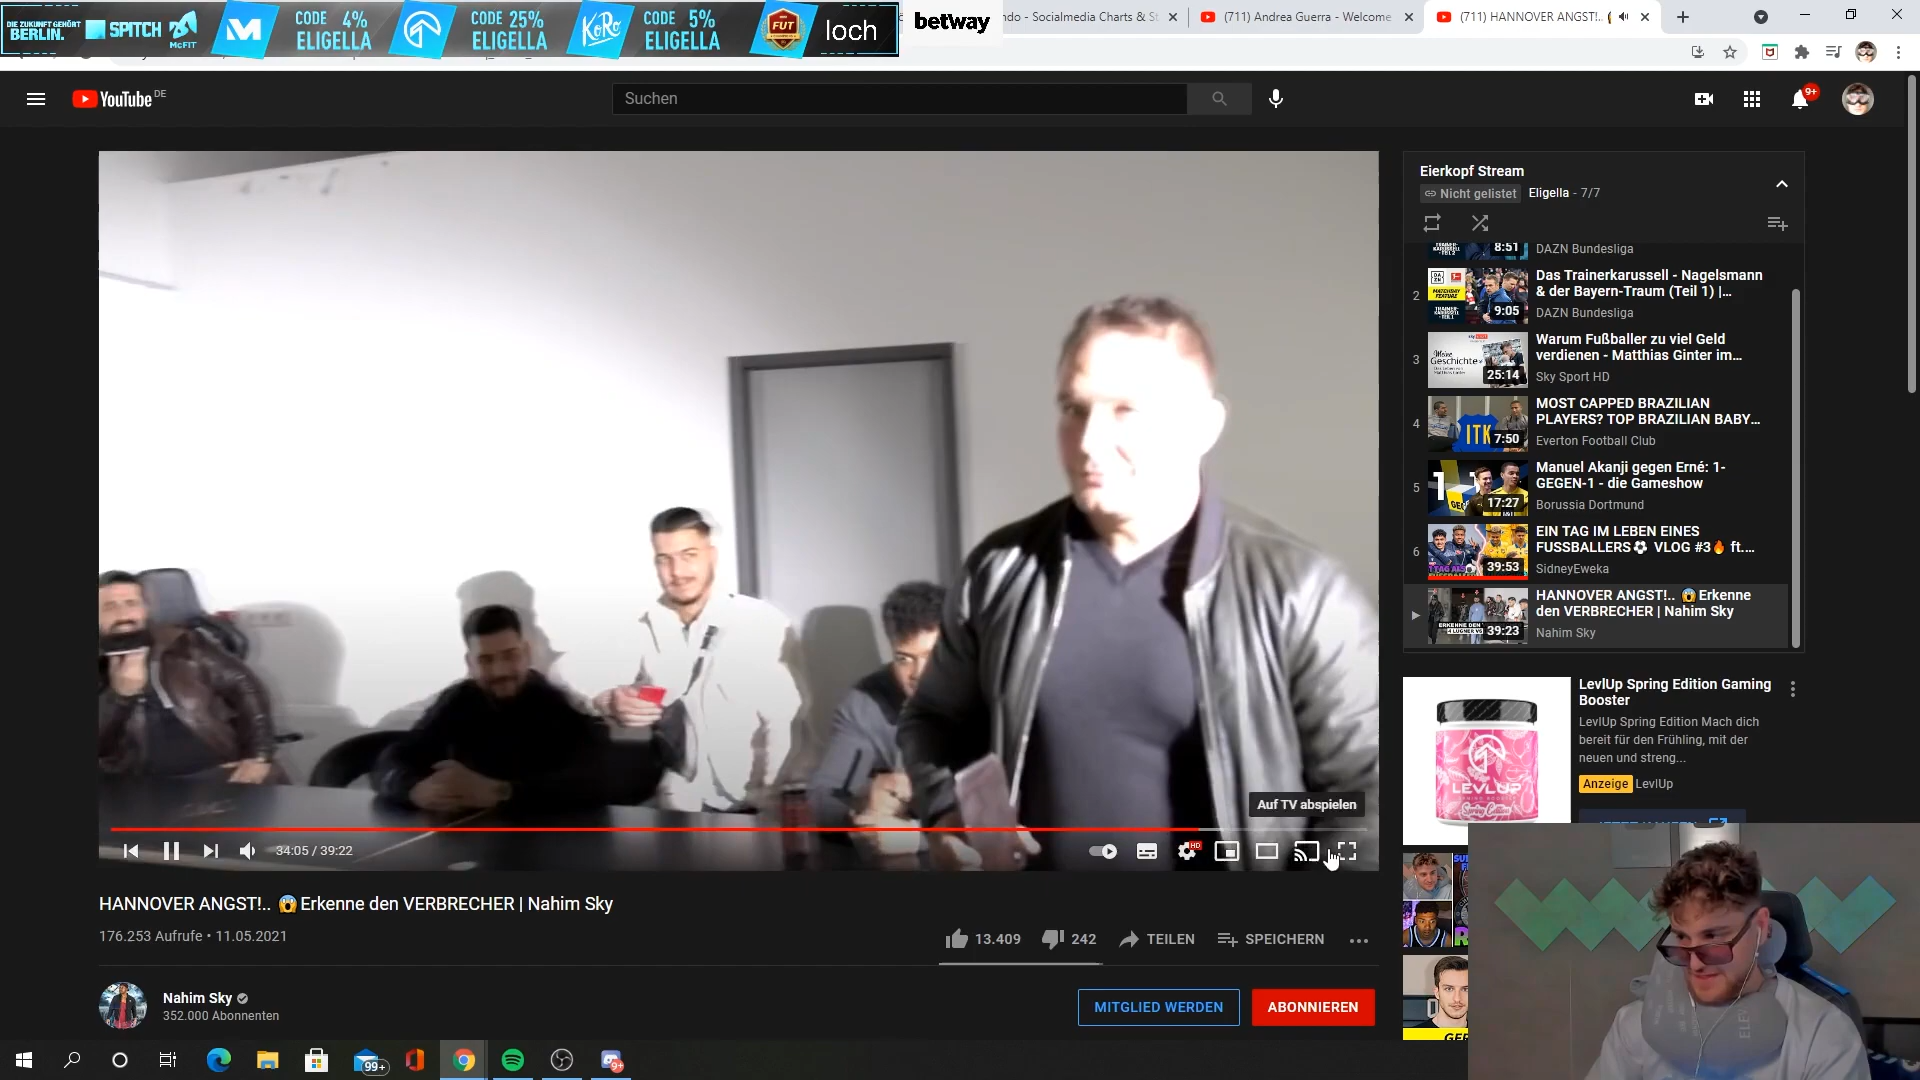 DIE ZUKUNFT GEHÖRT
BERLIN.
SPITCH
McFIT
CODE 4%
ELIGELLA
CODE 25%
ELIGELLA
KoRo
CODE 5%
ELIGELLA
FUT
loch
betway
ndo - Socialmedia Charts & St
(711) Andrea Guerra - Welcome
(711) HANNOVER ANGST!..
YouTube DE
Suchen
9+
Eierkopf Stream
Nicht gelistet
Eligella - 7/7
8:51
DAZN Bundesliga
2
9:05
Das Trainerkarussell - Nagelsmann
& der Bayern-Traum (Teil 1) |...
DAZN Bundesliga
3
Meine
Geschichte
25:14
Warum Fußballer zu viel Geld
verdienen - Matthias Ginter im...
Sky Sport HD
4
ITK
7:50
MOST CAPPED BRAZILIAN
PLAYERS? TOP BRAZILIAN BABY...
Everton Football Club
5
17:27
Manuel Akanji gegen Erné: 1-
GEGEN-1 - die Gameshow
Borussia Dortmund
6
39:53
EIN TAG IM LEBEN EINES
FUSSBALLERS⚽ VLOG #3🔥 ft....
SidneyEweka
ERKENNE DEN
39:23
HANNOVER ANGST!.. 😱Erkenne
den VERBRECHER | Nahim Sky
Nahim Sky
LEVLUP
LevlUp Spring Edition Gaming
Booster
LevlUp Spring Edition Mach dich
bereit für den Frühling, mit der
neuen und streng...
Anzeige LevlUp
Auf TV abspielen
34:05 / 39:22
HD
HANNOVER ANGST!.. 😱Erkenne den VERBRECHER | Nahim Sky
176.253 Aufrufe • 11.05.2021
13.409
242
TEILEN
SPEICHERN
Nahim Sky
352.000 Abonnenten
MITGLIED WERDEN
ABONNIEREN
99+
9+